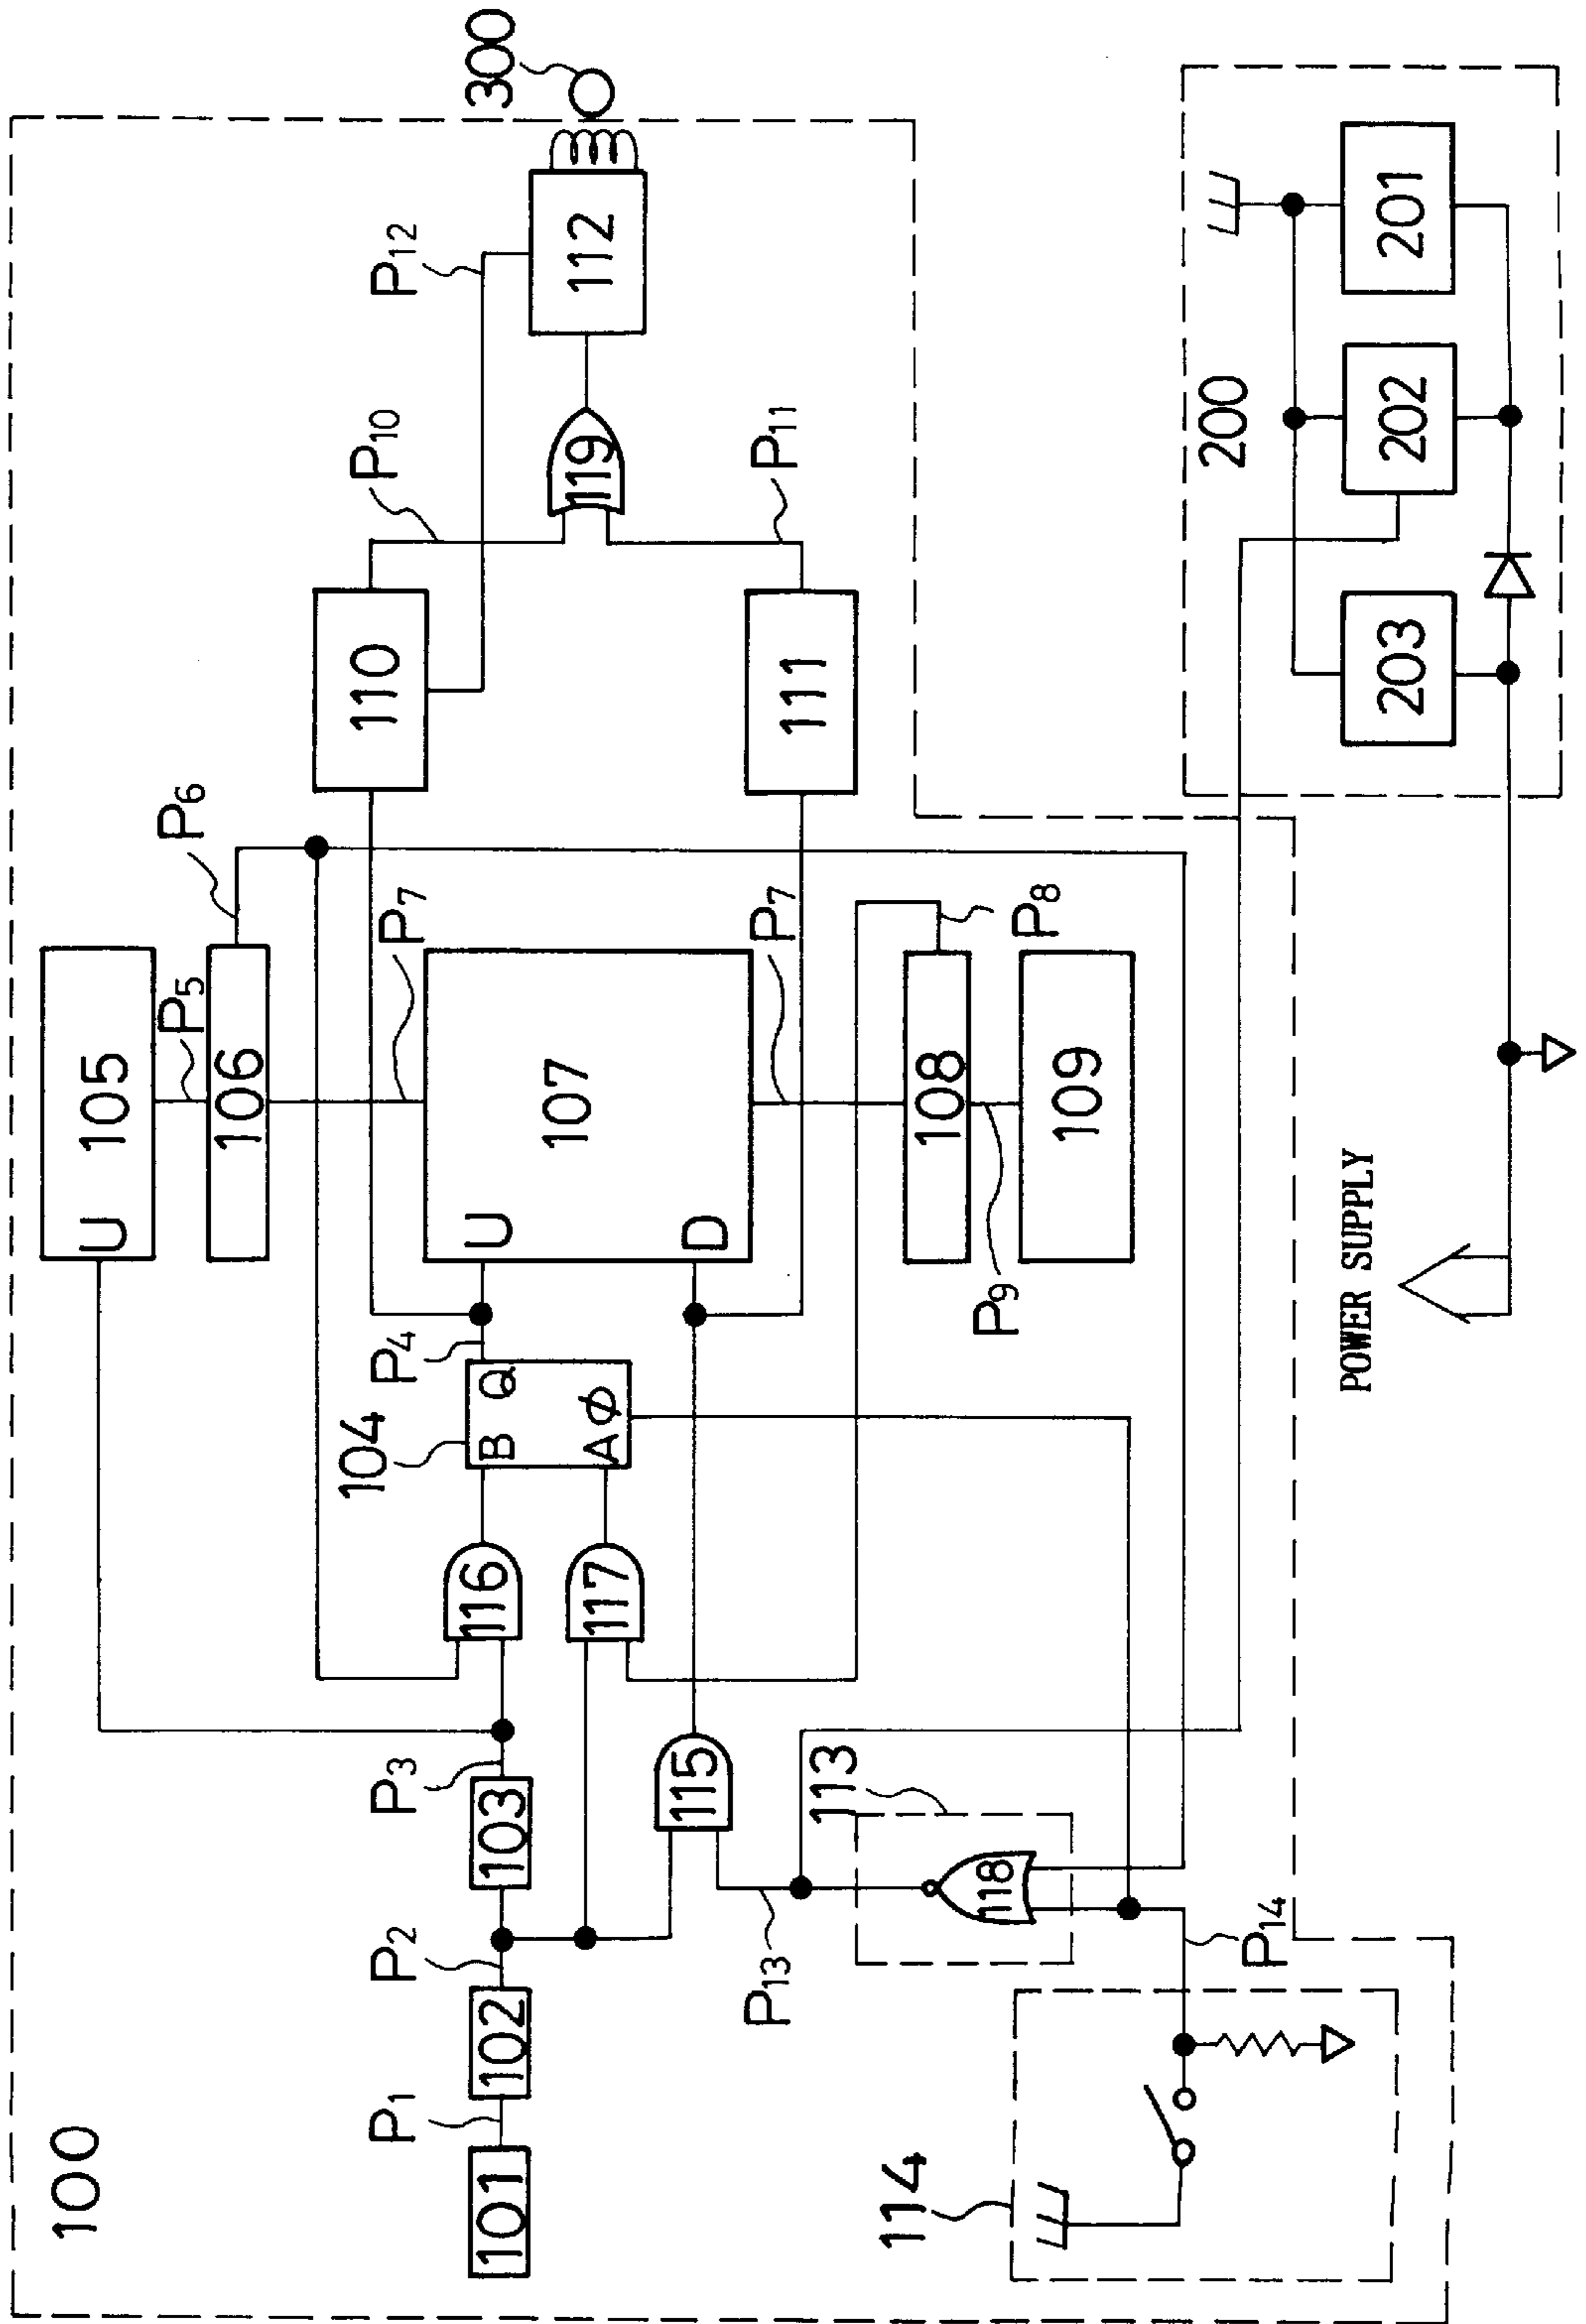 100
101
P1
102
P2
103
P3
116
117
115
P13
113
118
114
P14
104
B Q
A Φ
P4
U
105
P5
106
P6
P7
U
107
D
P7
108
P8
P9
109
110
P10
111
P11
119
P12
112
300
POWER SUPPLY
200
203
202
201